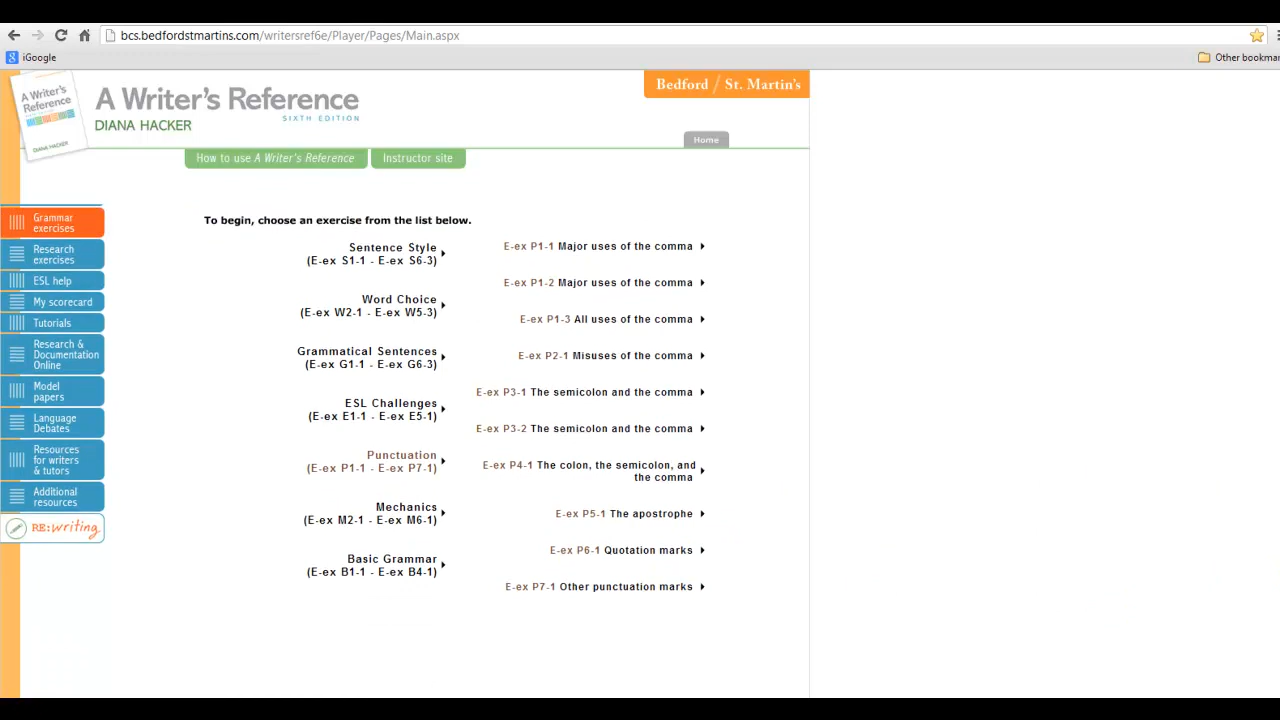 bcs.bedfordstmartins.com/writersref6e/Player/Pages/Main.aspx
iGoogle
Other bookmar
A Writer's Reference
DIANA HACKER
A Writer's Reference
SIXTH EDITION
DIANA HACKER
Bedford / St. Martin's
Home
How to use A Writer's Reference
Instructor site
Grammar
exercises
Research
exercises
ESL help
My scorecard
Tutorials
Research &
Documentation
Online
Model
papers
Language
Debates
Resources
for writers
& tutors
Additional
resources
RE:writing
To begin, choose an exercise from the list below.
Sentence Style
(E-ex S1-1 - E-ex S6-3)
Word Choice
(E-ex W2-1 - E-ex W5-3)
Grammatical Sentences
(E-ex G1-1 - E-ex G6-3)
ESL Challenges
(E-ex E1-1 - E-ex E5-1)
Punctuation
(E-ex P1-1 - E-ex P7-1)
Mechanics
(E-ex M2-1 - E-ex M6-1)
Basic Grammar
(E-ex B1-1 - E-ex B4-1)
E-ex P1-1 Major uses of the comma
E-ex P1-2 Major uses of the comma
E-ex P1-3 All uses of the comma
E-ex P2-1 Misuses of the comma
E-ex P3-1 The semicolon and the comma
E-ex P3-2 The semicolon and the comma
E-ex P4-1 The colon, the semicolon, and
the comma
E-ex P5-1 The apostrophe
E-ex P6-1 Quotation marks
E-ex P7-1 Other punctuation marks